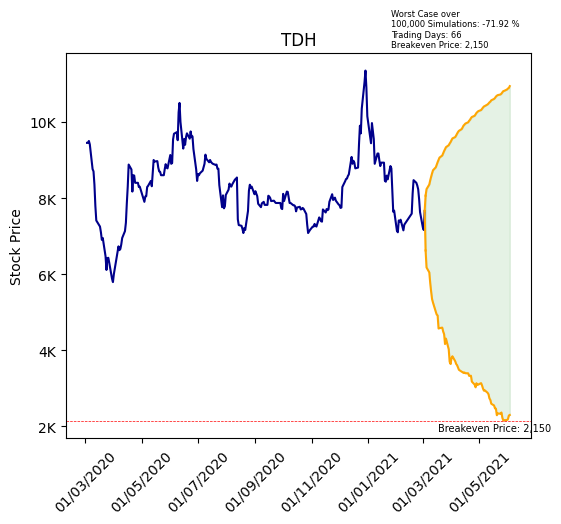 Worst Case over
100,000 Simulations: -71.92 %
Trading Days: 66
Breakeven Price: 2,150
TDH
Stock Price
10K
8K
6K
4K
2K
Breakeven Price: 2,150
01/03/2020
01/05/2020
01/07/2020
01/09/2020
01/11/2020
01/01/2021
01/03/2021
01/05/2021